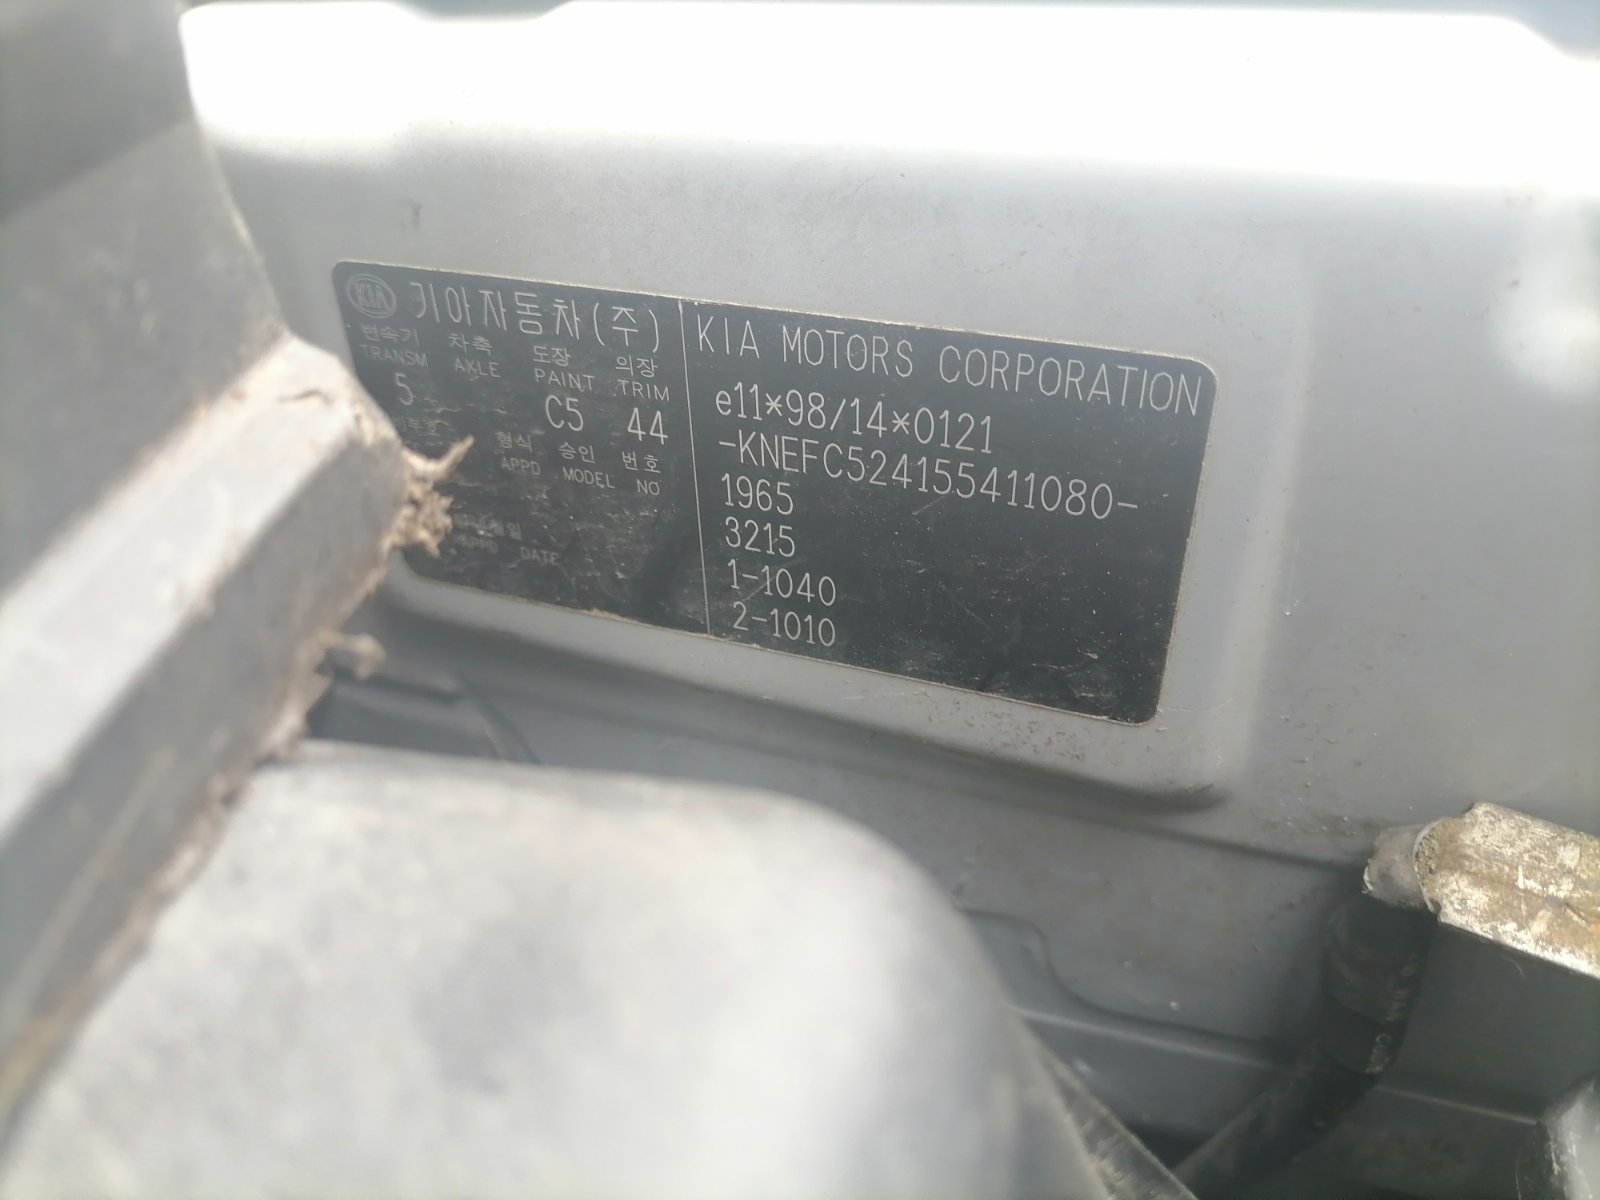 KIA 기아자동차(주)
변속기 차축 도장 의장
TRANSM AXLE PAINT TRIM
5 C5 44
형식 승인 번호
APPD MODEL NO
DATE
KIA MOTORS CORPORATION
e11*98/14*0121
-KNEFC524155411080-
1965
3215
1-1040
2-1010